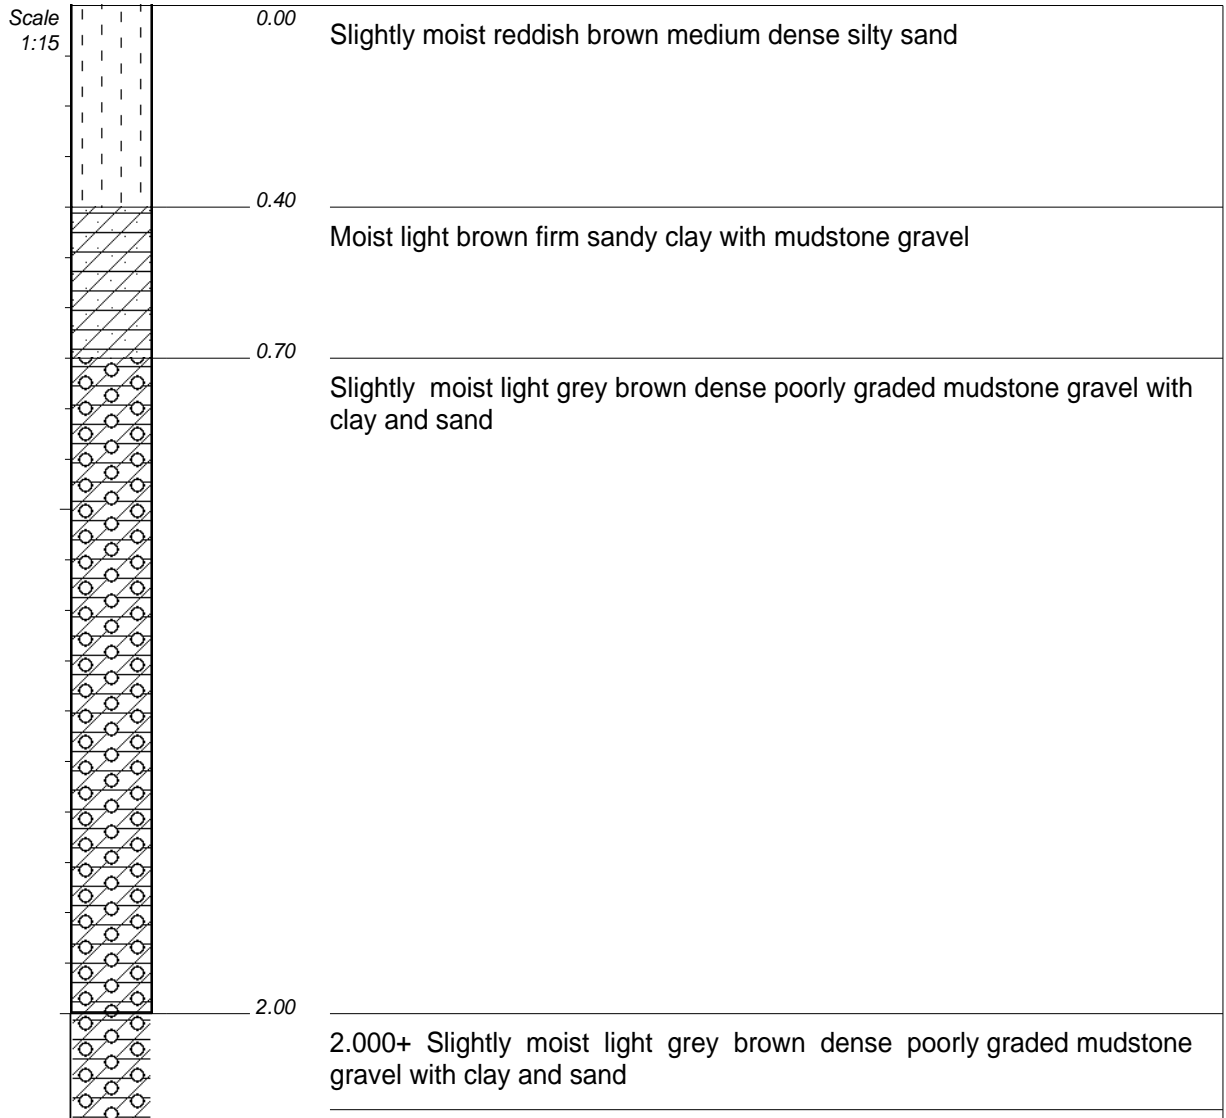 Scale
1:15
0.00
Slightly moist reddish brown medium dense silty sand
0.40
Moist light brown firm sandy clay with mudstone gravel
0.70
Slightly moist light grey brown dense poorly graded mudstone gravel with
clay and sand
2.00
2.000+ Slightly moist light grey brown dense poorly graded mudstone
gravel with clay and sand